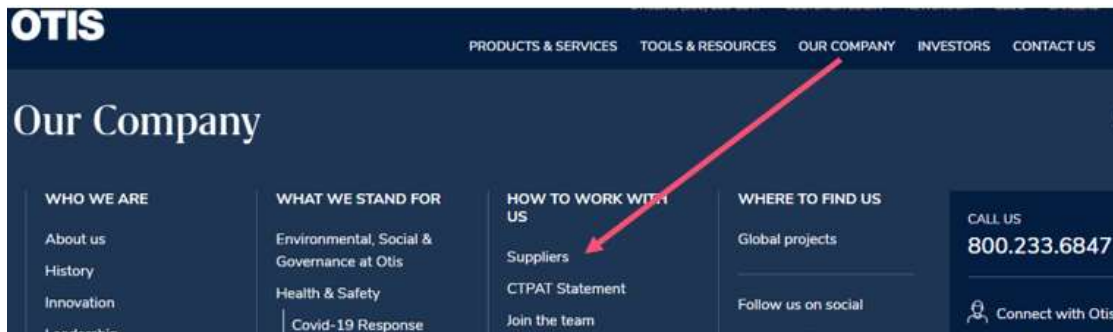 OTIS
PRODUCTS & SERVICES TOOLS & RESOURCES OUR COMPANY INVESTORS CONTACT US
Our Company
WHO WE ARE
About us
History
Innovation
WHAT WE STAND FOR
Environmental, Social &
Governance at Otis
Health & Safety
Covid-19 Response
HOW TO WORK WITH
US
Suppliers
CTPAT Statement
Join the team
WHERE TO FIND US
Global projects
Follow us on social
CALL US
800.233.6847
Connect with Otis